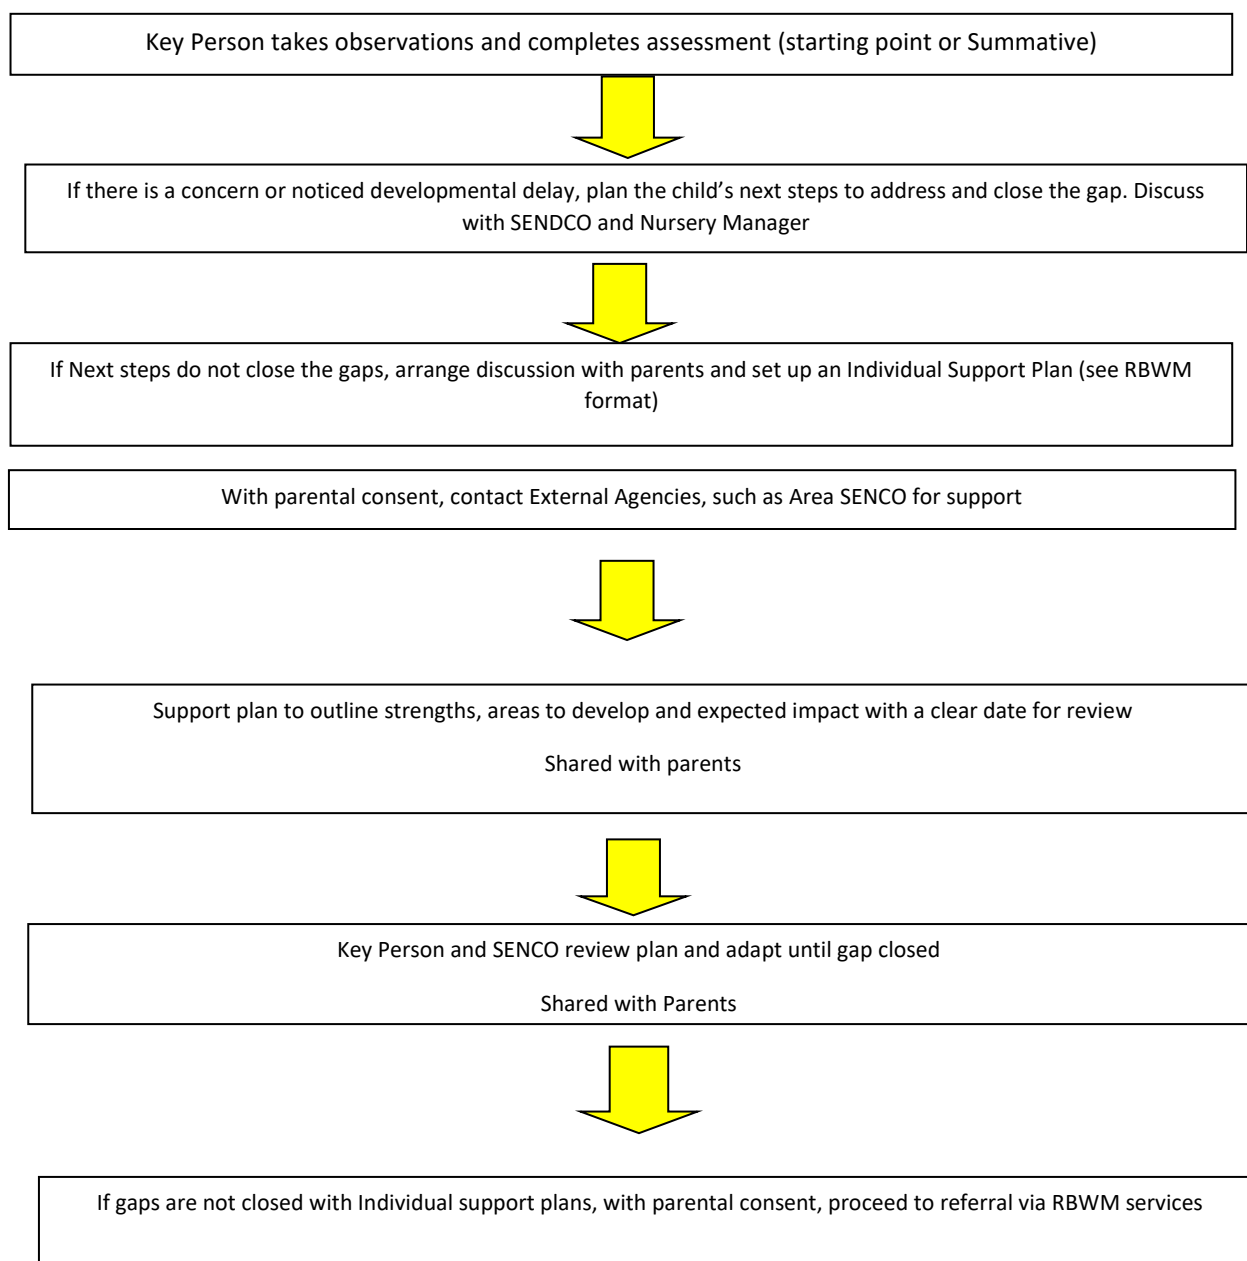 Key Person takes observations and completes assessment (starting point or Summative)
If there is a concern or noticed developmental delay, plan the child’s next steps to address and close the gap. Discuss
with SENDCO and Nursery Manager
If Next steps do not close the gaps, arrange discussion with parents and set up an Individual Support Plan (see RBWM
format)
With parental consent, contact External Agencies, such as Area SENCO for support
Support plan to outline strengths, areas to develop and expected impact with a clear date for review
Shared with parents
Key Person and SENCO review plan and adapt until gap closed
Shared with Parents
If gaps are not closed with Individual support plans, with parental consent, proceed to referral via RBWM services